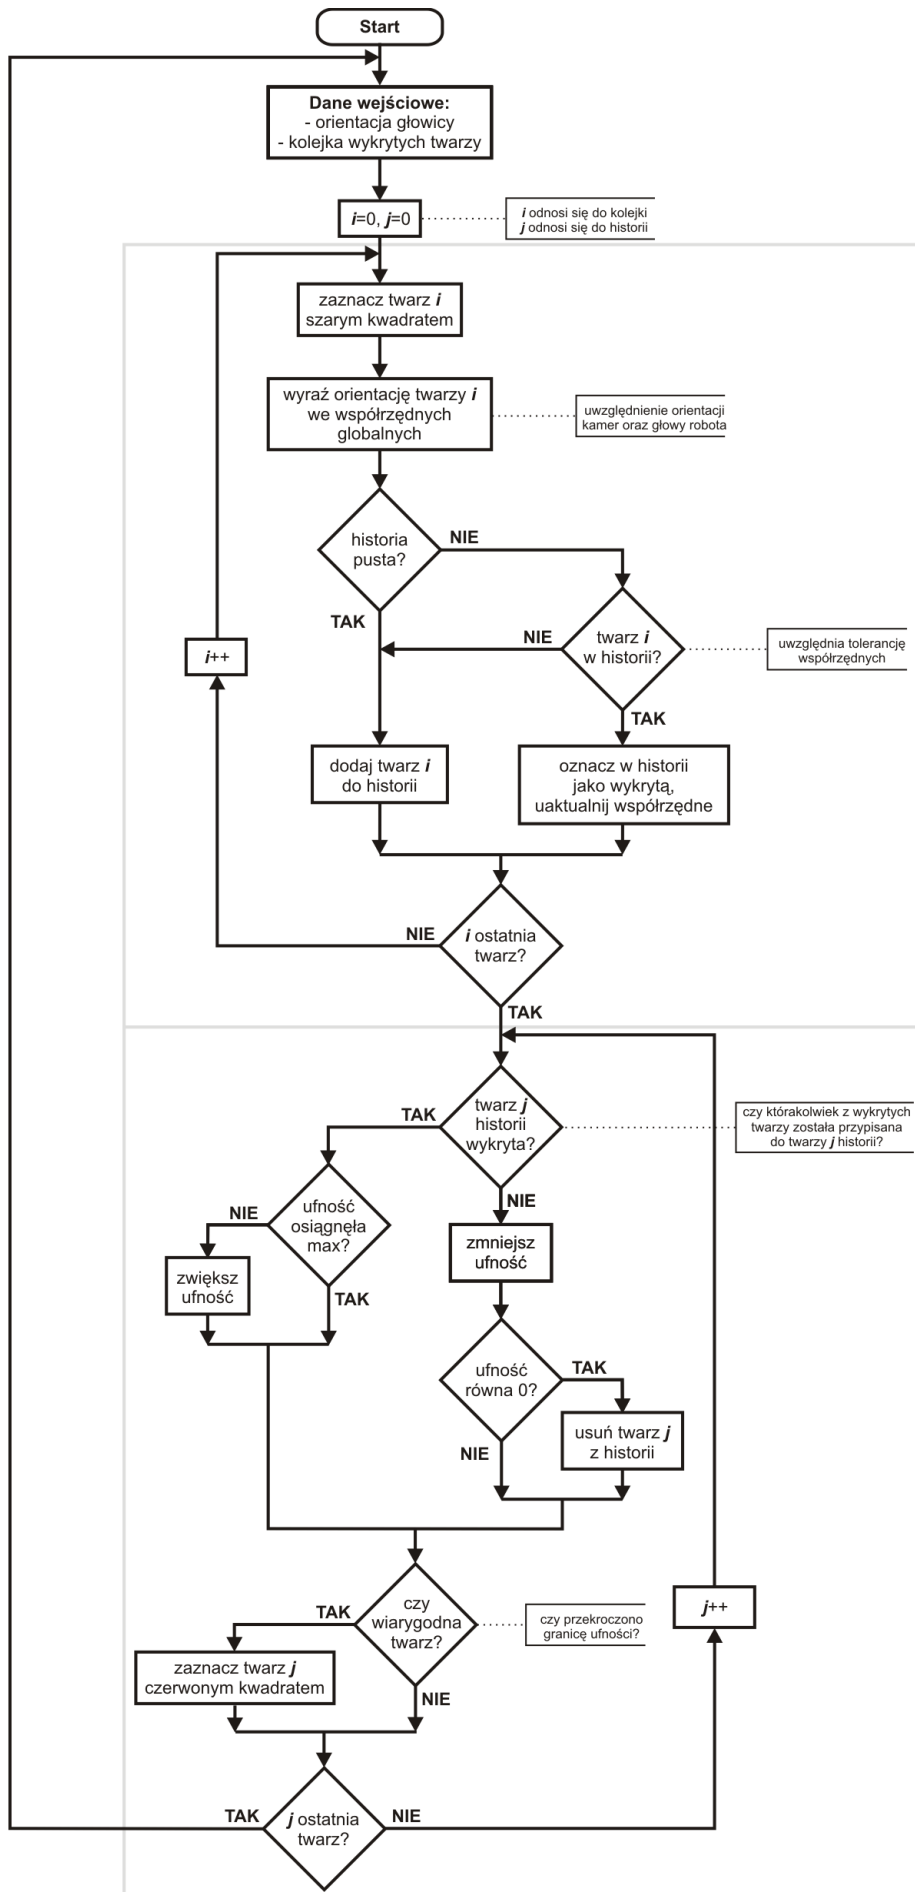 Start
Dane wejściowe:
- orientacja głowicy
- kolejka wykrytych twarzy
i=0, j=0
i odnosi się do kolejki
j odnosi się do historii
zaznacz twarz i
szarym kwadratem
wyraź orientację twarzy i
we współrzędnych
globalnych
uwzględnienie orientacji
kamer oraz głowy robota
historia
pusta?
NIE
TAK
twarz i
w historii?
NIE
TAK
uwzględnia tolerancję
współrzędnych
i++
dodaj twarz i
do historii
oznacz w historii
jako wykrytą,
uaktualnij współrzędne
i ostatnia
twarz?
NIE
TAK
twarz j
historii
wykryta?
TAK
NIE
czy którakolwiek z wykrytych
twarzy została przypisana
do twarzy j historii?
ufność
osiągnęła
max?
NIE
TAK
zwiększ
ufność
zmniejsz
ufność
ufność
równa 0?
TAK
NIE
usuń twarz j
z historii
czy
wiarygodna
twarz?
TAK
NIE
czy przekroczono
granicę ufności?
j++
zaznacz twarz j
czerwonym kwadratem
j ostatnia
twarz?
TAK
NIE